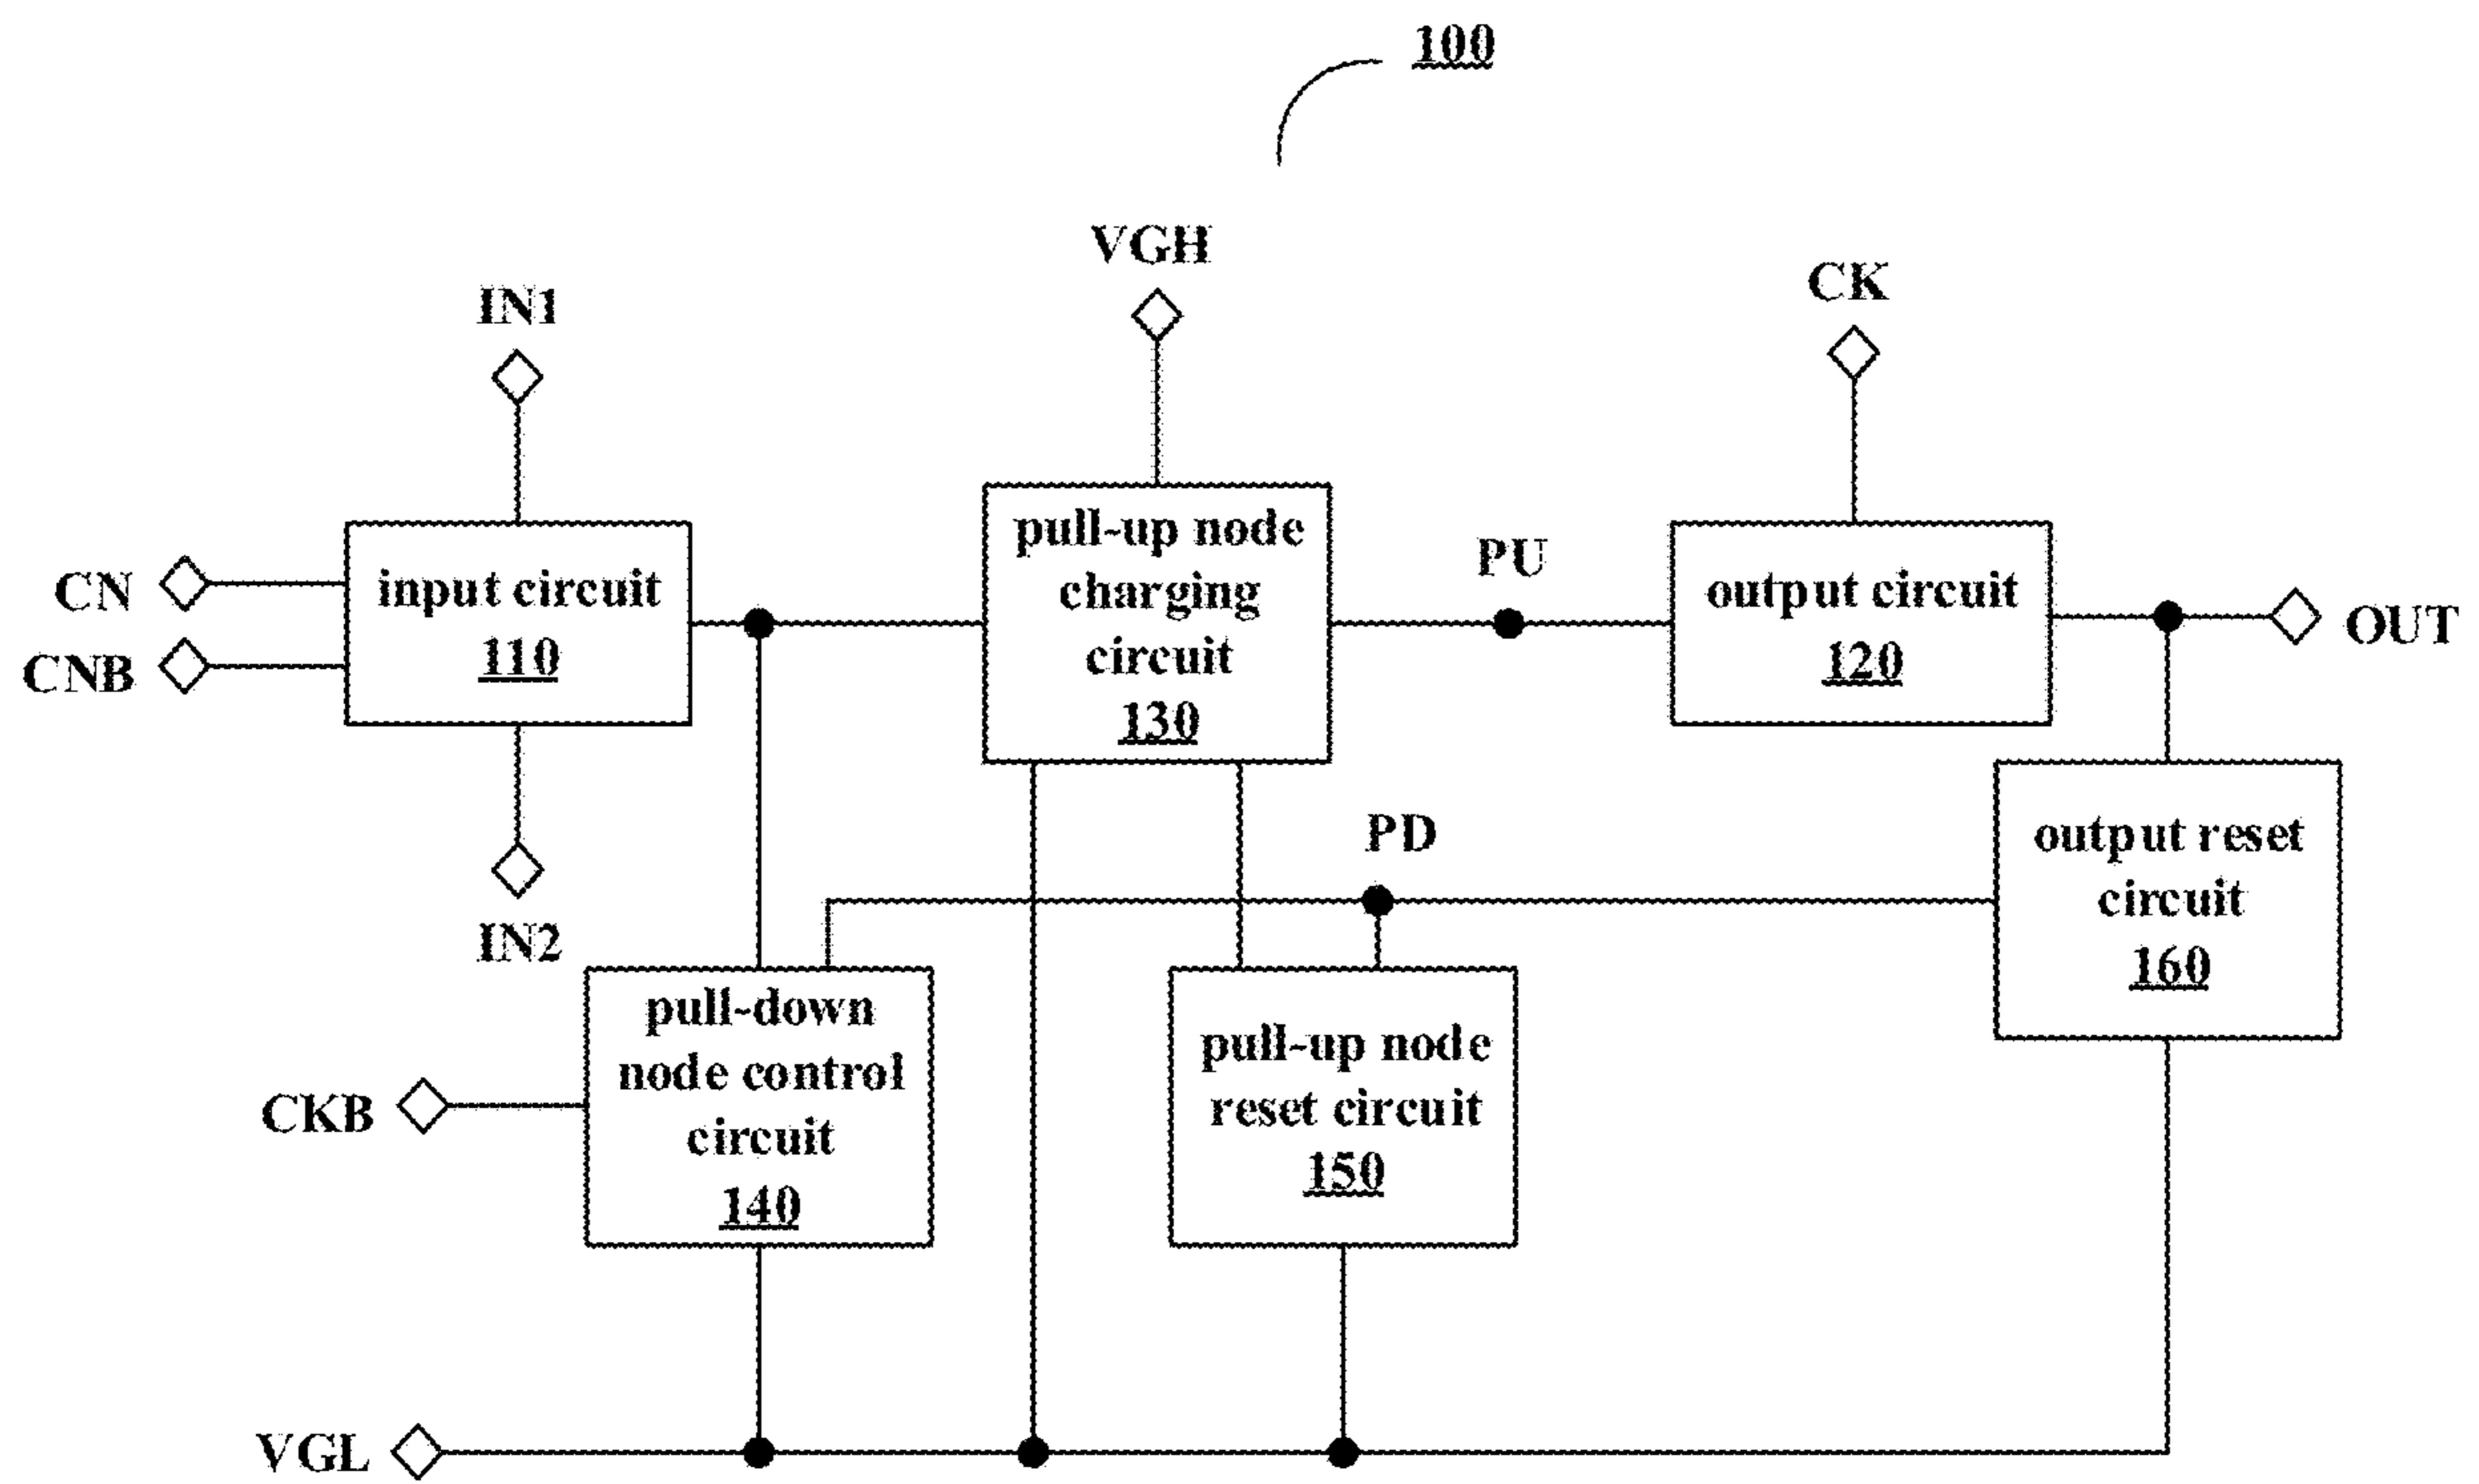 100
VGH
CK
IN1
CN
CNB
input circuit
110
pull-up node
charging
circuit
130
PU
output circuit
120
OUT
IN2
PD
output reset
circuit
160
CKB
pull-down
node control
circuit
140
pull-up node
reset circuit
150
VGL